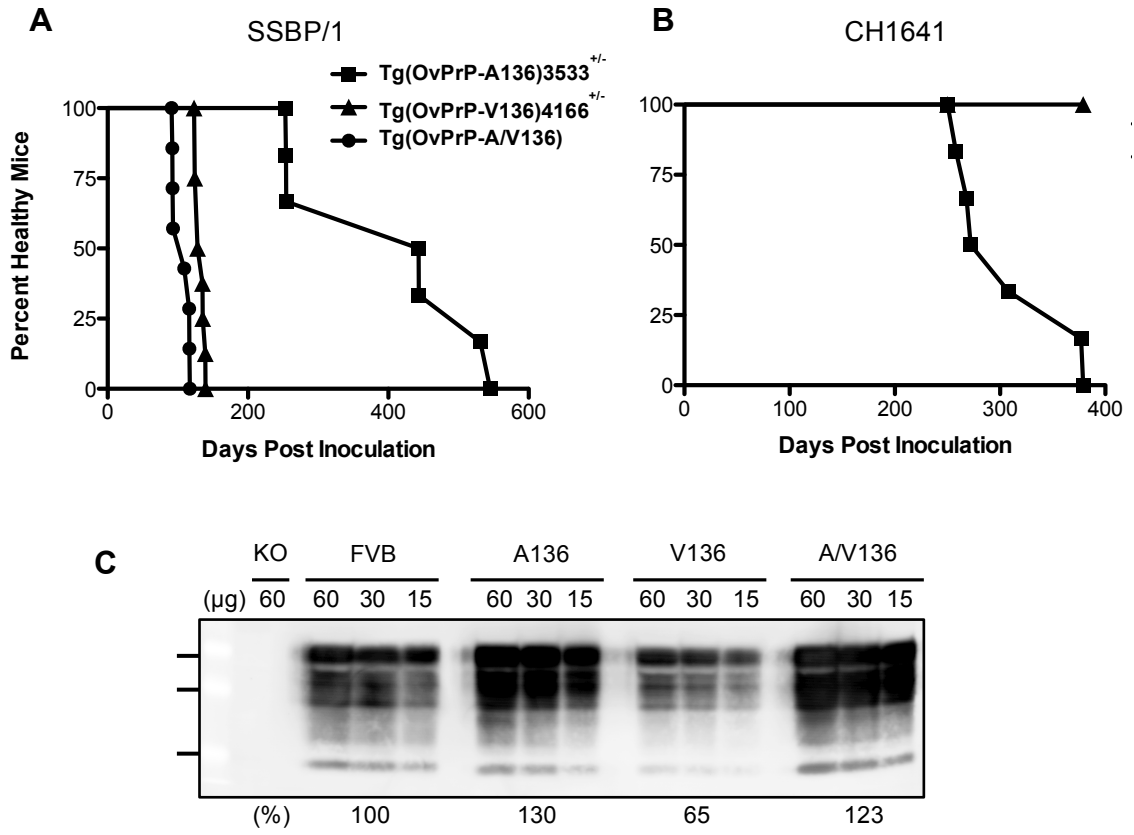 A
SSBP/1
Tg(OvPrP-A136)3533+/-
Tg(OvPrP-V136)4166+/-
Tg(OvPrP-A/V136)
Percent Healthy Mice
100
75
50
25
0
0 200 400 600
Days Post Inoculation
B
CH1641
100
75
50
25
0
0 100 200 300 400
Days Post Inoculation
C
KO FVB A136 V136 A/V136
(µg) 60 60 30 15 60 30 15 60 30 15 60 30 15
(%) 100 130 65 123